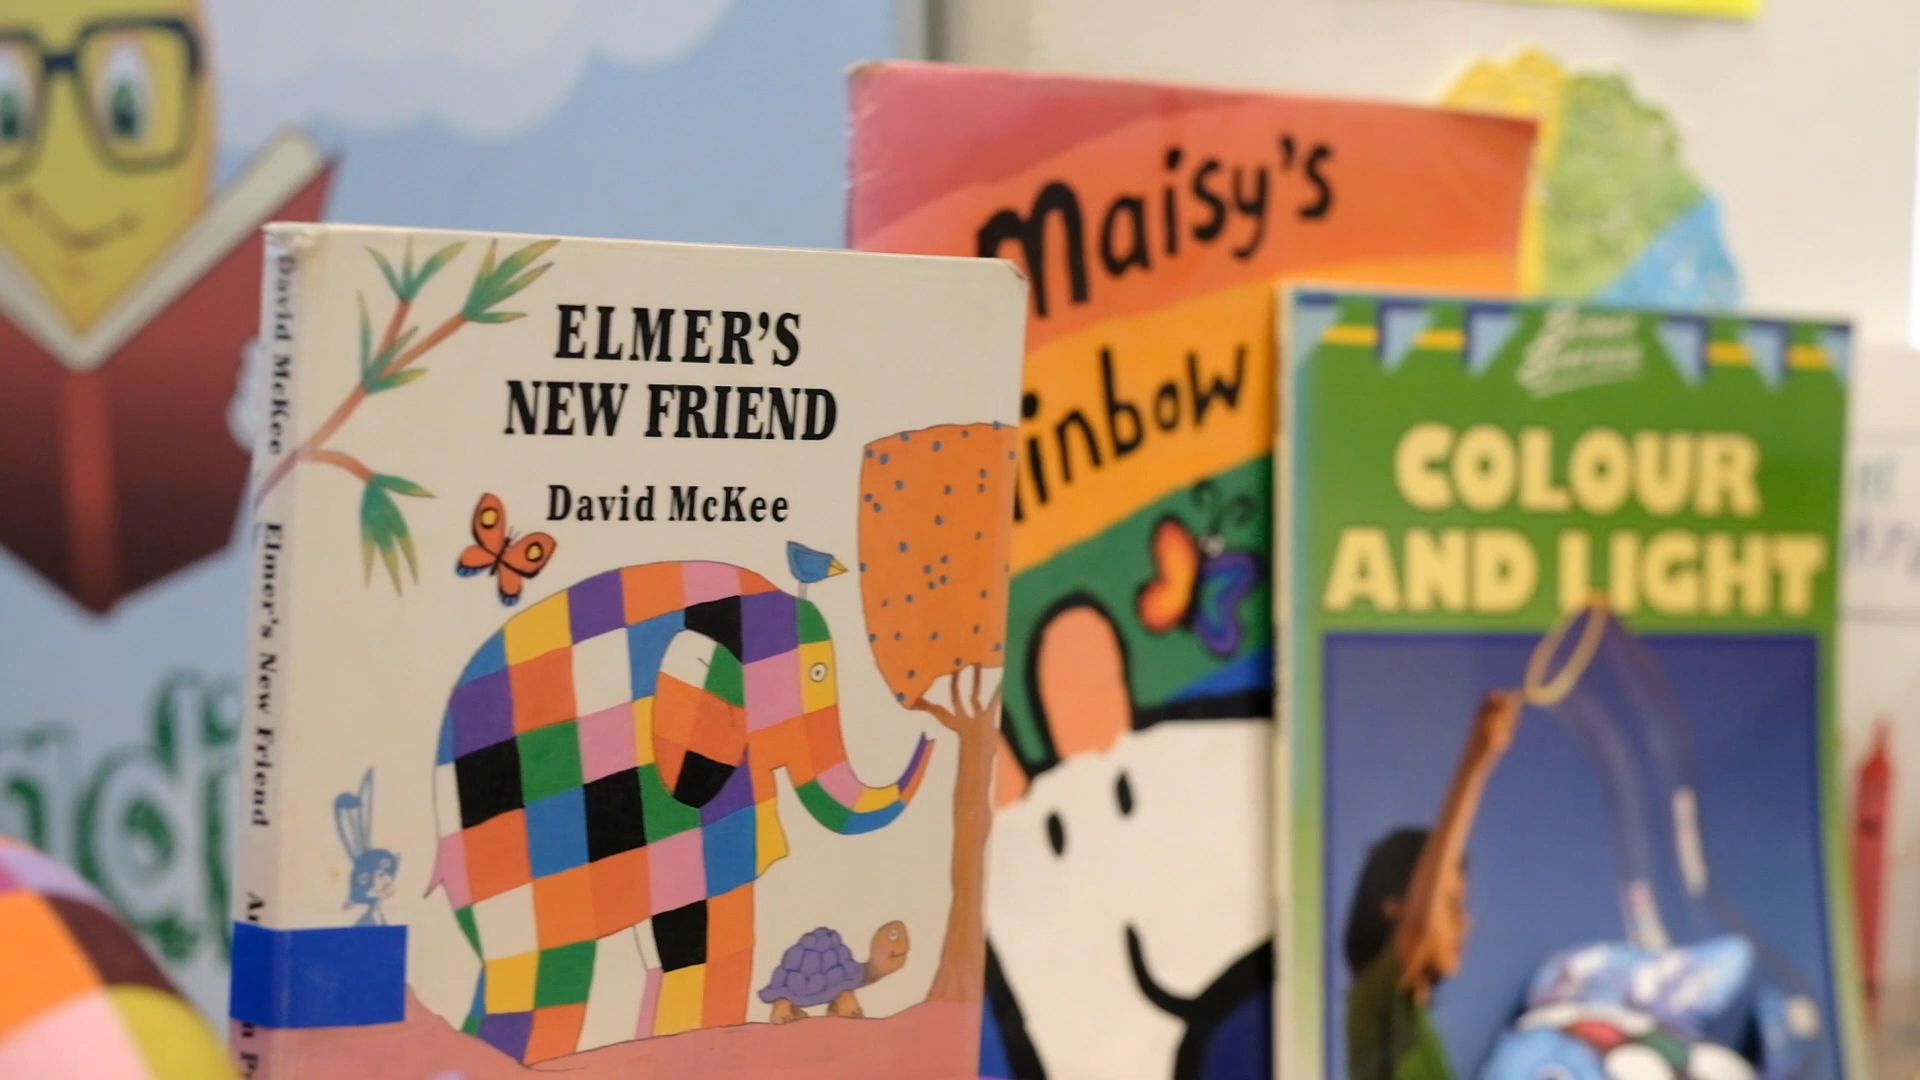 David McKee
Elmer's New Friend
ELMER'S
NEW FRIEND
David McKee
Maisy's
inbow
COLOUR
AND LIGHT